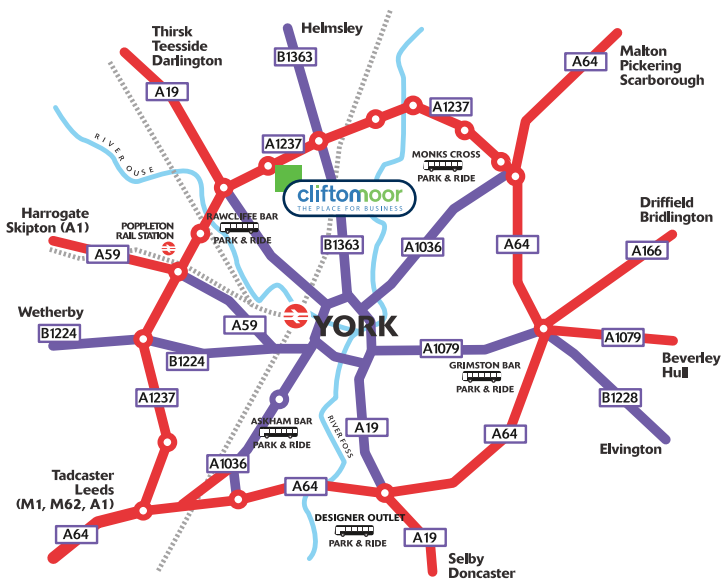 Helmsley
Thirsk
Teesside
Darlington
B1363
A64
Malton
Pickering
Scarborough
A19
A1237
A1237
RIVER OUSE
MONKS CROSS
PARK & RIDE
cliftonmoor
THE PLACE FOR BUSINESS
Harrogate
Skipton (A1)
POPPLETON
RAIL STATION
RAWCLIFFE BAR
PARK & RIDE
Driffield
Bridlington
A59
B1363
A1036
A64
A166
Wetherby
B1224
A59
YORK
B1224
A1079
A1079
GRIMSTON BAR
PARK & RIDE
Beverley
Hull
A1237
B1228
ASKHAM BAR
PARK & RIDE
RIVER FOSS
A19
A64
Elvington
A1036
Tadcaster
Leeds
(M1, M62, A1)
A64
A64
DESIGNER OUTLET
PARK & RIDE
A19
Selby
Doncaster